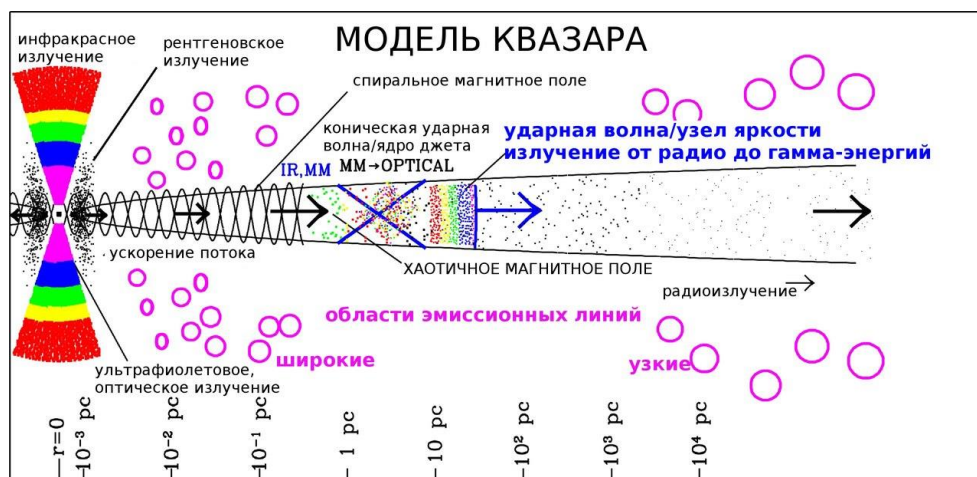 МОДЕЛЬ КВАЗАРА
инфракрасное
излучение
рентгеновское
излучение
спиральное магнитное поле
коническая ударная
волна/ядро джета
IR,MM
MM→OPTICAL
ударная волна/узел яркости
излучение от радио до гамма-энергий
ускорение потока
ХАОТИЧНОЕ МАГНИТНОЕ ПОЛЕ
радиоизлучение
области эмиссионных линий
широкие
узкие
ультрафиолетовое,
оптическое излучение
r=0
10⁻³ pc
10⁻² pc
10⁻¹ pc
1 pc
10 pc
10² pc
10³ pc
10⁴ pc